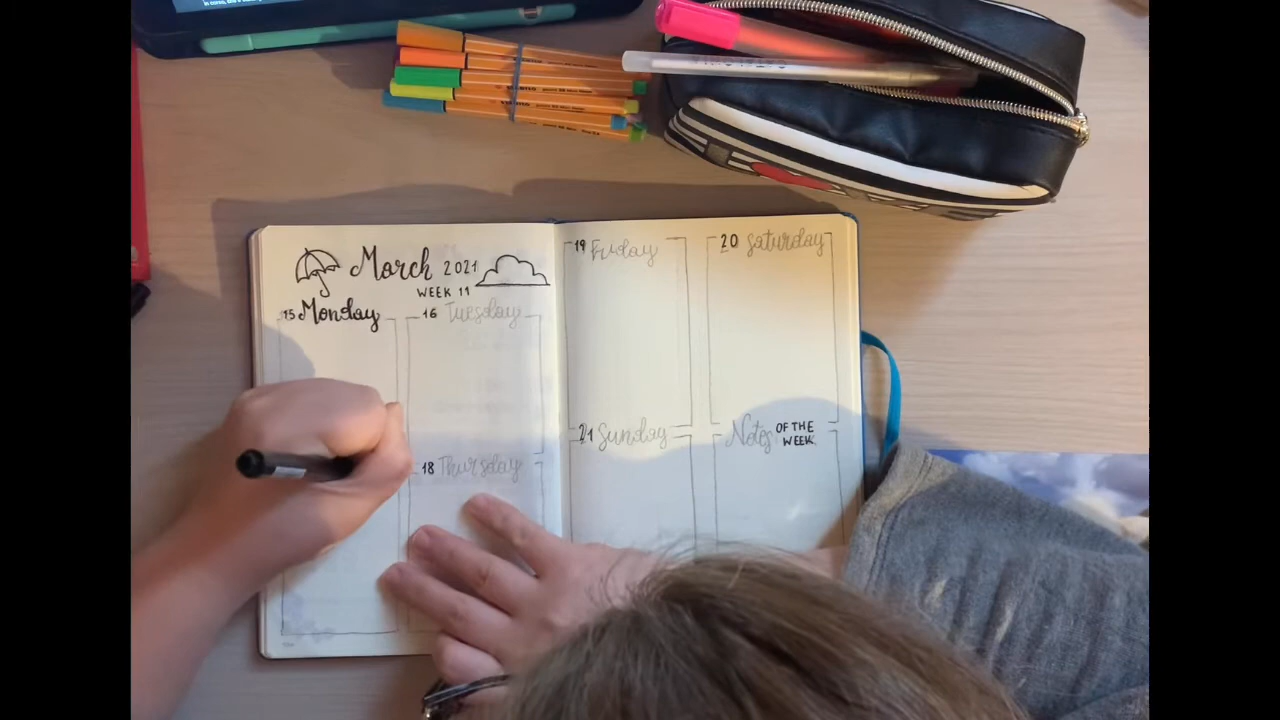 March 2021
WEEK 11
15 Monday
16 Tuesday
18 Thursday
19 Friday
20 Saturday
21 Sunday
Notes OF THE
WEEK